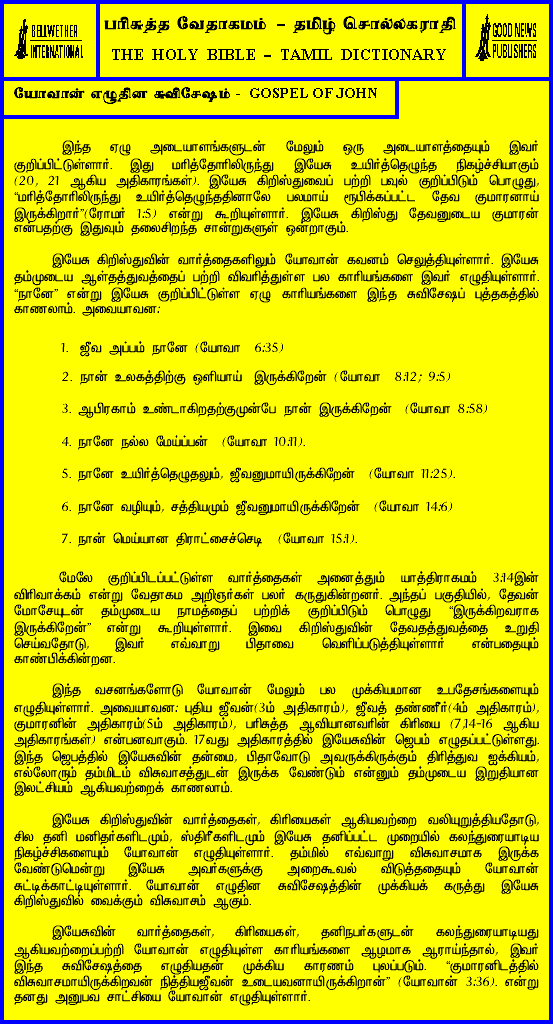 BELLWETHER
INTERNATIONAL
பரிசுத்த வேதாகமம் – தமிழ் சொல்லகராதி
THE HOLY BIBLE – TAMIL DICTIONARY
GOOD NEWS
PUBLISHERS
யோவான் எழுதின சுவிசேஷம் - GOSPEL OF JOHN
இந்த ஏழு அடையாளங்களுடன் மேலும் ஒரு அடையாளத்தையும் இவர்
குறிப்பிட்டுள்ளார். இது மரித்தோரிலிருந்து இயேசு உயிர்த்தெழுந்த நிகழ்ச்சியாகும்
(20, 21 ஆகிய அதிகாரங்கள்). இயேசு கிறிஸ்துவைப் பற்றி பவுல் குறிப்பிடும் பொழுது,
“மரித்தோரிலிருந்து உயிர்த்தெழுந்ததினாலே பலமாய் ரூபிக்கப்பட்ட தேவ குமாரனாய்
இருக்கிறார்”(ரோமர் 1:5) என்று கூறியுள்ளார். இயேசு கிறிஸ்து தேவனுடைய குமாரன்
என்பதற்கு இதுவும் தலைசிறந்த சான்றுகளுள் ஒன்றாகும்.
இயேசு கிறிஸ்துவின் வார்த்தைகளிலும் யோவான் கவனம் செலுத்தியுள்ளார். இயேசு
தம்முடைய ஆள்தத்துவத்தைப் பற்றி விவரித்துள்ள பல காரியங்களை இவர் எழுதியுள்ளார்.
“நானே” என்று இயேசு குறிப்பிட்டுள்ள ஏழு காரியங்களை இந்த சுவிசேஷப் புத்தகத்தில்
காணலாம். அவையாவன:
1. ஜீவ அப்பம் நானே (யோவா 6:35)
2. நான் உலகத்திற்கு ஒளியாய் இருக்கிறேன் (யோவா 8:12; 9:5)
3. ஆபிரகாம் உண்டாகிறதற்குமுன்பே நான் இருக்கிறேன் (யோவா 8:58)
4. நானே நல்ல மேய்ப்பன் (யோவா 10:11).
5. நானே உயிர்த்தெழுதலும், ஜீவனுமாயிருக்கிறேன் (யோவா 11:25).
6. நானே வழியும், சத்தியமும் ஜீவனுமாயிருக்கிறேன் (யோவா 14:6)
7. நான் மெய்யான திராட்சைச்செடி (யோவா 15:1).
மேலே குறிப்பிடப்பட்டுள்ள வார்த்தைகள் அனைத்தும் யாத்திராகமம் 3:14இன்
விரிவாக்கம் என்று வேதாகம அறிஞர்கள் பலர் கருதுகின்றனர். அந்தப் பகுதியில், தேவன்
மோசேயுடன் தம்முடைய நாமத்தைப் பற்றிக் குறிப்பிடும் பொழுது “இருக்கிறவராக
இருக்கிறேன்” என்று கூறியுள்ளார். இவை கிறிஸ்துவின் தேவதத்துவத்தை உறுதி
செய்வதோடு, இவர் எவ்வாறு பிதாவை வெளிப்படுத்தியுள்ளார் என்பதையும்
காண்பிக்கின்றன.
இந்த வசனங்களோடு யோவான் மேலும் பல முக்கியமான உபதேசங்களையும்
எழுதியுள்ளார். அவையாவன: புதிய ஜீவன்(3ம் அதிகாரம்), ஜீவத் தண்ணீர்(4ம் அதிகாரம்),
குமாரனின் அதிகாரம்(5ம் அதிகாரம்), பரிசுத்த ஆவியானவரின் கிரியை (7,14-16 ஆகிய
அதிகாரங்கள்) என்பனவாகும். 17வது அதிகாரத்தில் இயேசுவின் ஜெபம் எழுதப்பட்டுள்ளது.
இந்த ஜெபத்தில் இயேசுவின் தன்மை, பிதாவோடு அவருக்கிருக்கும் திரித்துவ ஐக்கியம்,
எல்லோரும் தம்மிடம் விசுவாசத்துடன் இருக்க வேண்டும் என்னும் தம்முடைய இறுதியான
இலட்சியம் ஆகியவற்றைக் காணலாம்.
இயேசு கிறிஸ்துவின் வார்த்தைகள், கிரியைகள் ஆகியவற்றை வலியுறுத்தியதோடு,
சில தனி மனிதர்களிடமும், ஸ்திரீகளிடமும் இயேசு தனிப்பட்ட முறையில் கலந்துரையாடிய
நிகழ்ச்சிகளையும் யோவான் எழுதியுள்ளார். தம்மில் எவ்வாறு விசுவாசமாக இருக்க
வேண்டுமென்று இயேசு அவர்களுக்கு அறைகூவல் விடுத்ததையும் யோவான்
சுட்டிக்காட்டியுள்ளார். யோவான் எழுதின சுவிசேஷத்தின் முக்கியக் கருத்து இயேசு
கிறிஸ்துவில் வைக்கும் விசுவாசம் ஆகும்.
இயேசுவின் வார்த்தைகள், கிரியைகள், தனிநபர்களுடன் கலந்துரையாடியது
ஆகியவற்றைப்பற்றி யோவான் எழுதியுள்ள காரியங்களை ஆழமாக ஆராய்ந்தால், இவர்
இந்த சுவிசேஷத்தை எழுதியதன் முக்கிய காரணம் புலப்படும். “குமாரனிடத்தில்
விசுவாசமாயிருக்கிறவன் நித்தியஜீவன் உடையவனாயிருக்கிறான்” (யோவான் 3:36). என்று
தனது அனுபவ சாட்சியை யோவான் எழுதியுள்ளார்.